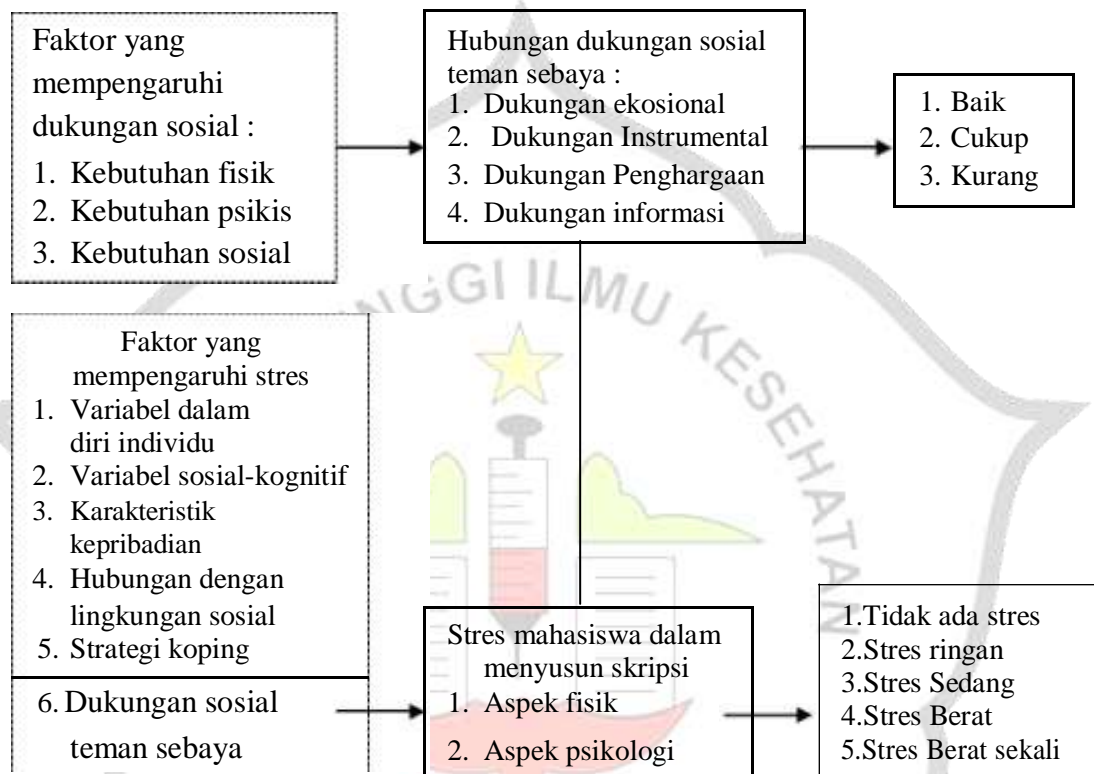 Faktor yang
mempengaruhi
dukungan sosial :
1. Kebutuhan fisik
2. Kebutuhan psikis
3. Kebutuhan sosial
Hubungan dukungan sosial
teman sebaya :
1. Dukungan ekosional
2. Dukungan Instrumental
3. Dukungan Penghargaan
4. Dukungan informasi
1. Baik
2. Cukup
3. Kurang
NGGI ILMU KESEHATAN
Faktor yang
mempengaruhi stres
1. Variabel dalam
diri individu
2. Variabel sosial-kognitif
3. Karakteristik
kepribadian
4. Hubungan dengan
lingkungan sosial
5. Strategi koping
6. Dukungan sosial
teman sebaya
Stres mahasiswa dalam
menyusun skripsi
1. Aspek fisik
2. Aspek psikologi
1.Tidak ada stres
2.Stres ringan
3.Stres Sedang
4.Stres Berat
5.Stres Berat sekali